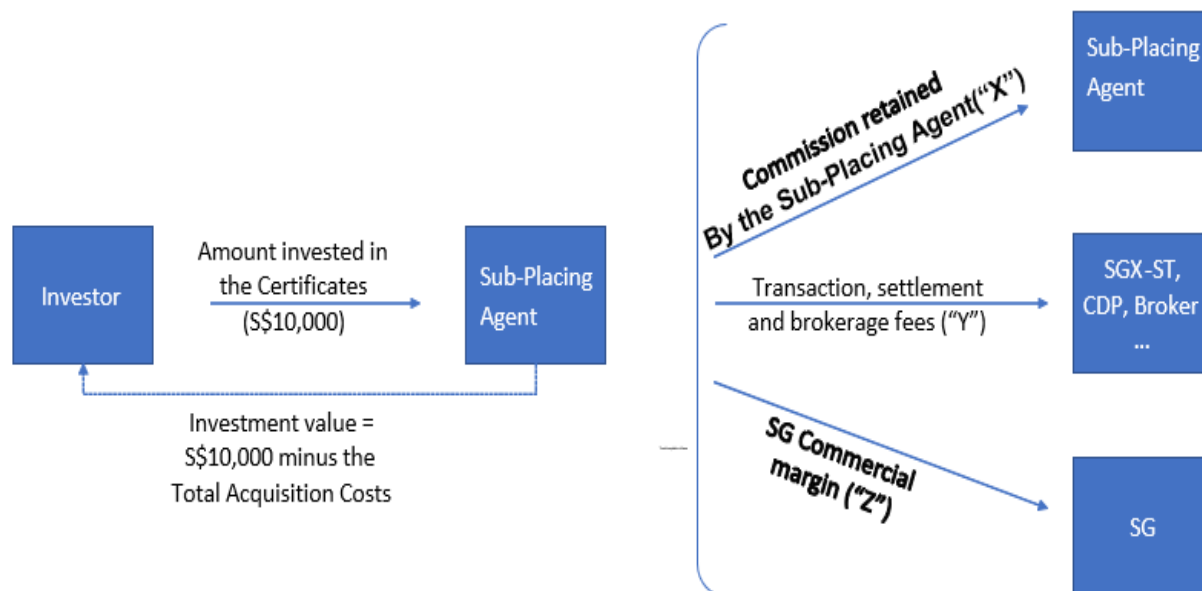 Investor
Amount invested in
the Certificates
(S$10,000)
Sub-Placing
Agent
Investment value =
S$10,000 minus the
Total Acquisition Costs
Commission retained
By the Sub-Placing Agent(“X”)
Sub-Placing
Agent
Transaction, settlement
and brokerage fees (“Y”)
SGX-ST,
CDP, Broker
...
SG Commercial
margin (“Z”)
SG